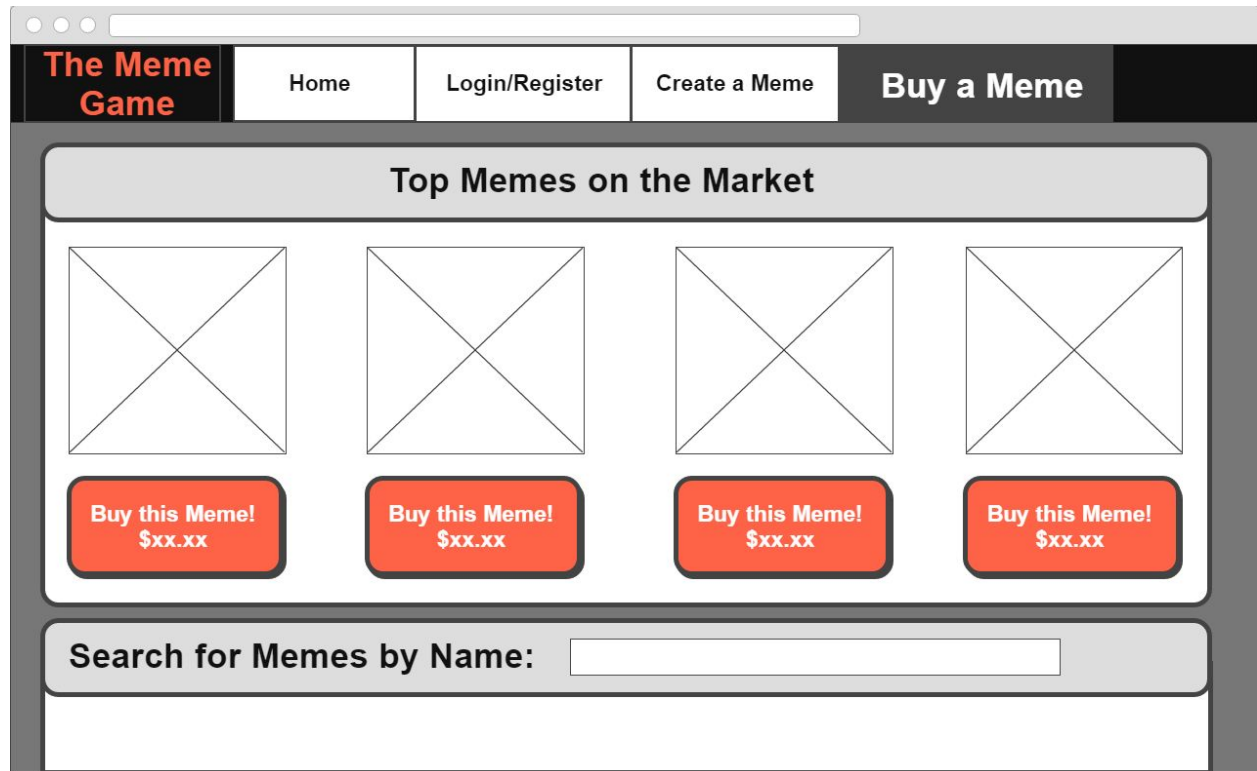 The Meme
Game
Home
Login/Register
Create a Meme
Buy a Meme
Top Memes on the Market
Buy this Meme!
$xx.xx
Buy this Meme!
$xx.xx
Buy this Meme!
$xx.xx
Buy this Meme!
$xx.xx
Search for Memes by Name: